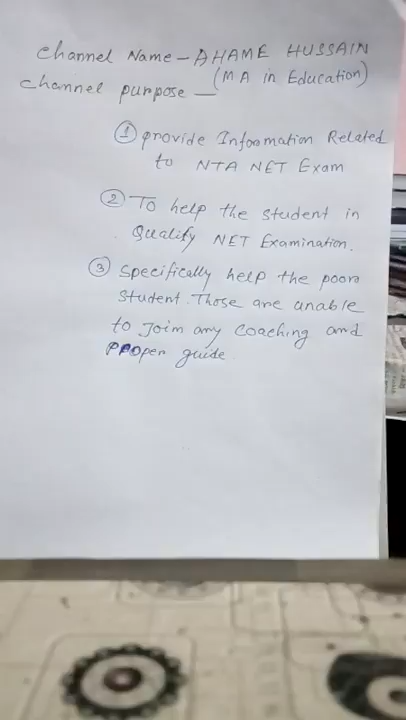 Channel Name - AHAME HUSSAIN
(MA in Education)
Channel purpose —
① provide Information Related
to NTA NET Exam
② To help the student in
Qualify NET Examination.
③ Specifically help the poor
student. Those are unable
to Join any Coaching and
proper guide